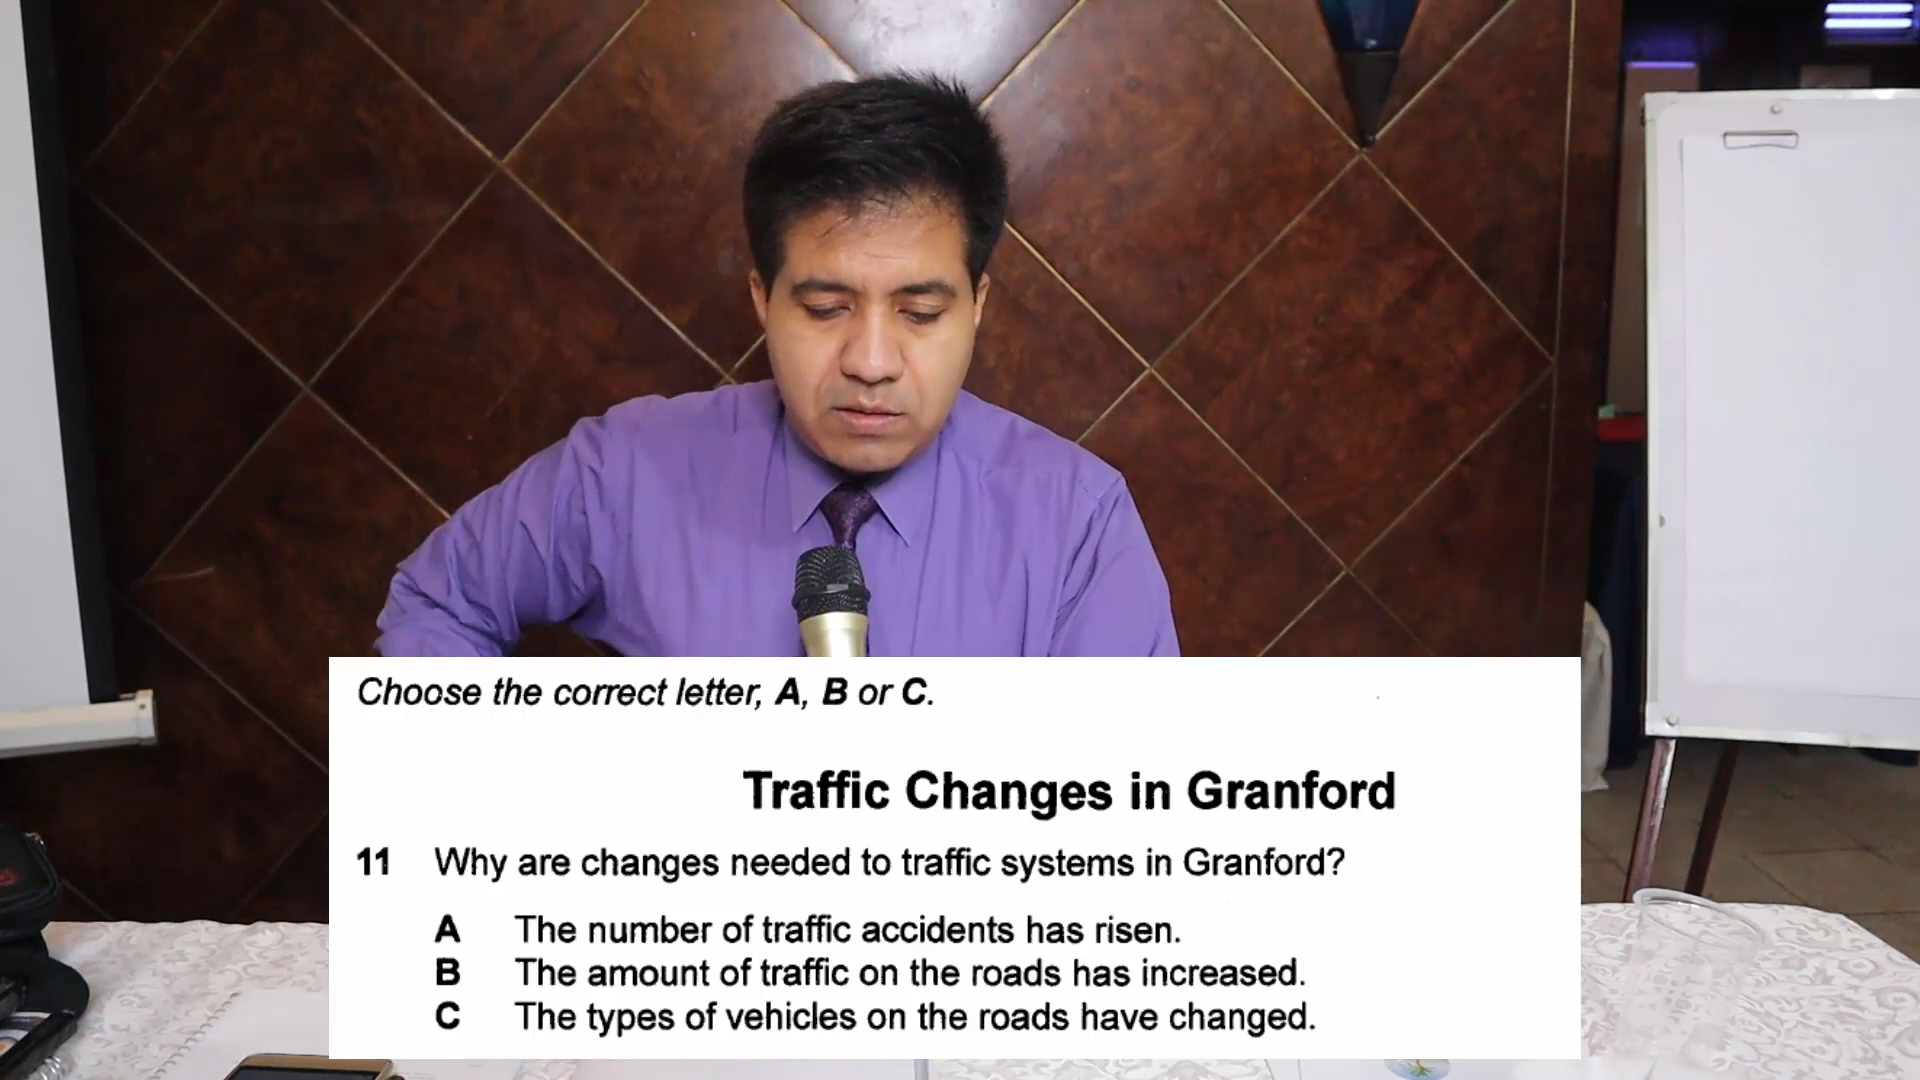 Choose the correct letter, A, B or C.
Traffic Changes in Granford
11 Why are changes needed to traffic systems in Granford?
A The number of traffic accidents has risen.
B The amount of traffic on the roads has increased.
C The types of vehicles on the roads have changed.